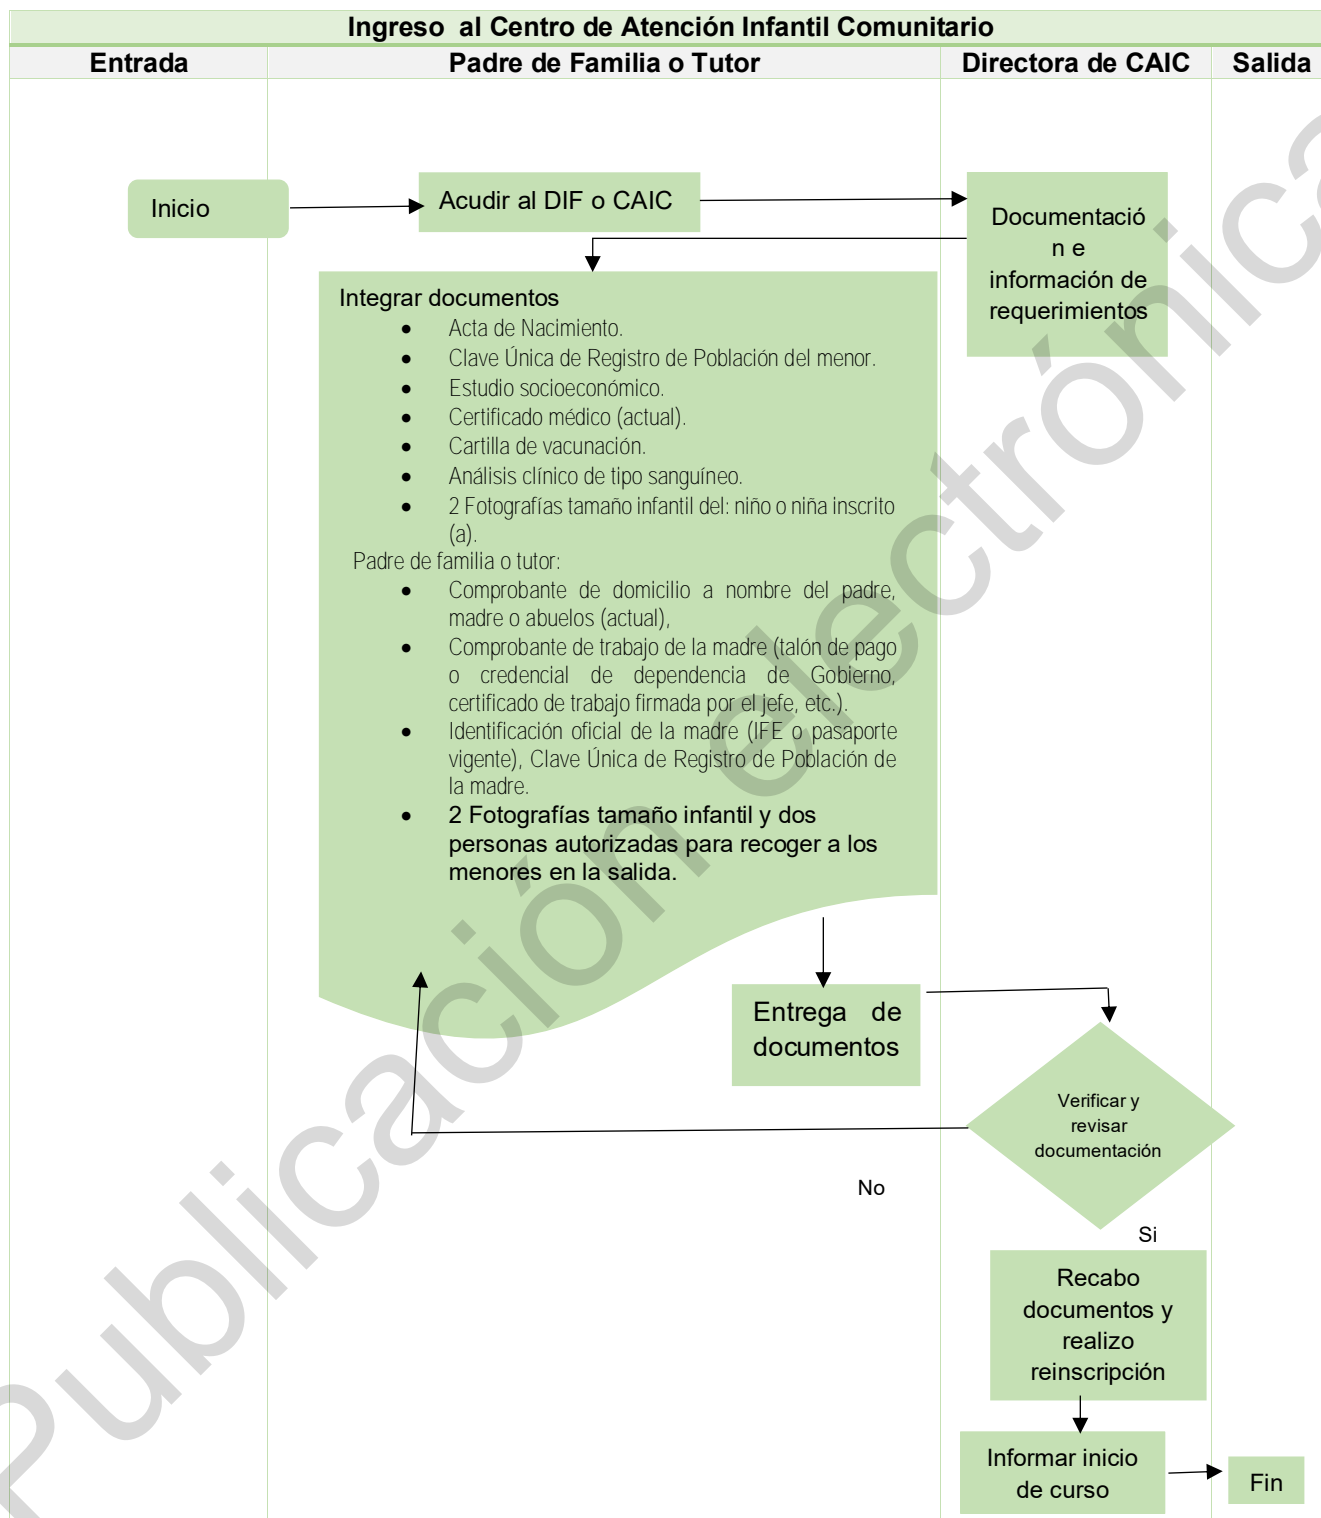 Ingreso al Centro de Atención Infantil Comunitario
Entrada
Padre de Familia o Tutor
Directora de CAIC
Salida
Inicio
Acudir al DIF o CAIC
Documentació
n e
información de
requerimientos
Integrar documentos
• Acta de Nacimiento.
• Clave Única de Registro de Población del menor.
• Estudio socioeconómico.
• Certificado médico (actual).
• Cartilla de vacunación.
• Análisis clínico de tipo sanguíneo.
• 2 Fotografías tamaño infantil del: niño o niña inscrito
(a).
Padre de familia o tutor:
• Comprobante de domicilio a nombre del padre,
madre o abuelos (actual),
• Comprobante de trabajo de la madre (talón de pago
o credencial de dependencia de Gobierno,
certificado de trabajo firmada por el jefe, etc.).
• Identificación oficial de la madre (IFE o pasaporte
vigente), Clave Única de Registro de Población de
la madre.
• 2 Fotografías tamaño infantil y dos
personas autorizadas para recoger a los
menores en la salida.
Entrega de
documentos
Verificar y
revisar
documentación
No
Si
Recabo
documentos y
realizo
reinscripción
Informar inicio
de curso
Fin
Publicación electrónica